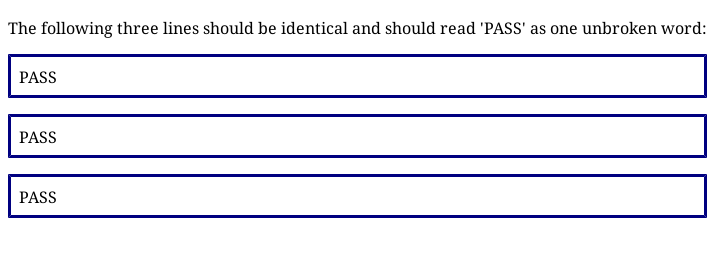 The following three lines should be identical and should read 'PASS' as one unbroken word:
PASS
PASS
PASS